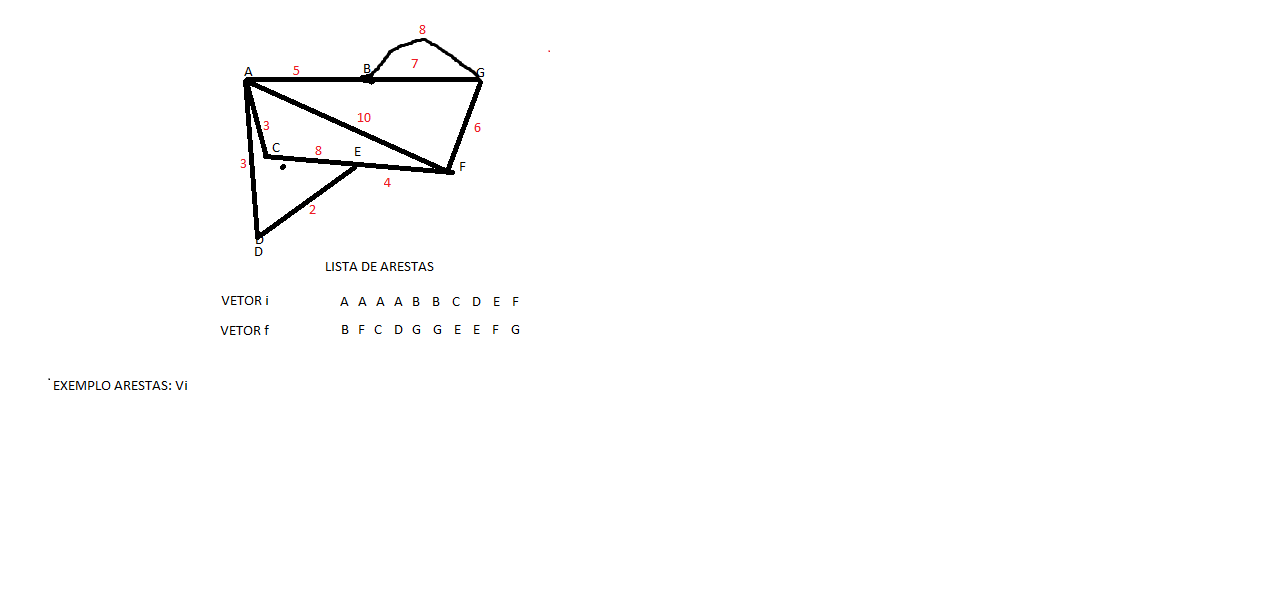 8
A 5 B 7 G
10
3 6
C 8 E
3 F
4
2
D
D
LISTA DE ARESTAS
VETOR i A A A A B B C D E F
VETOR f B F C D G G E E F G
EXEMPLO ARESTAS: Vi